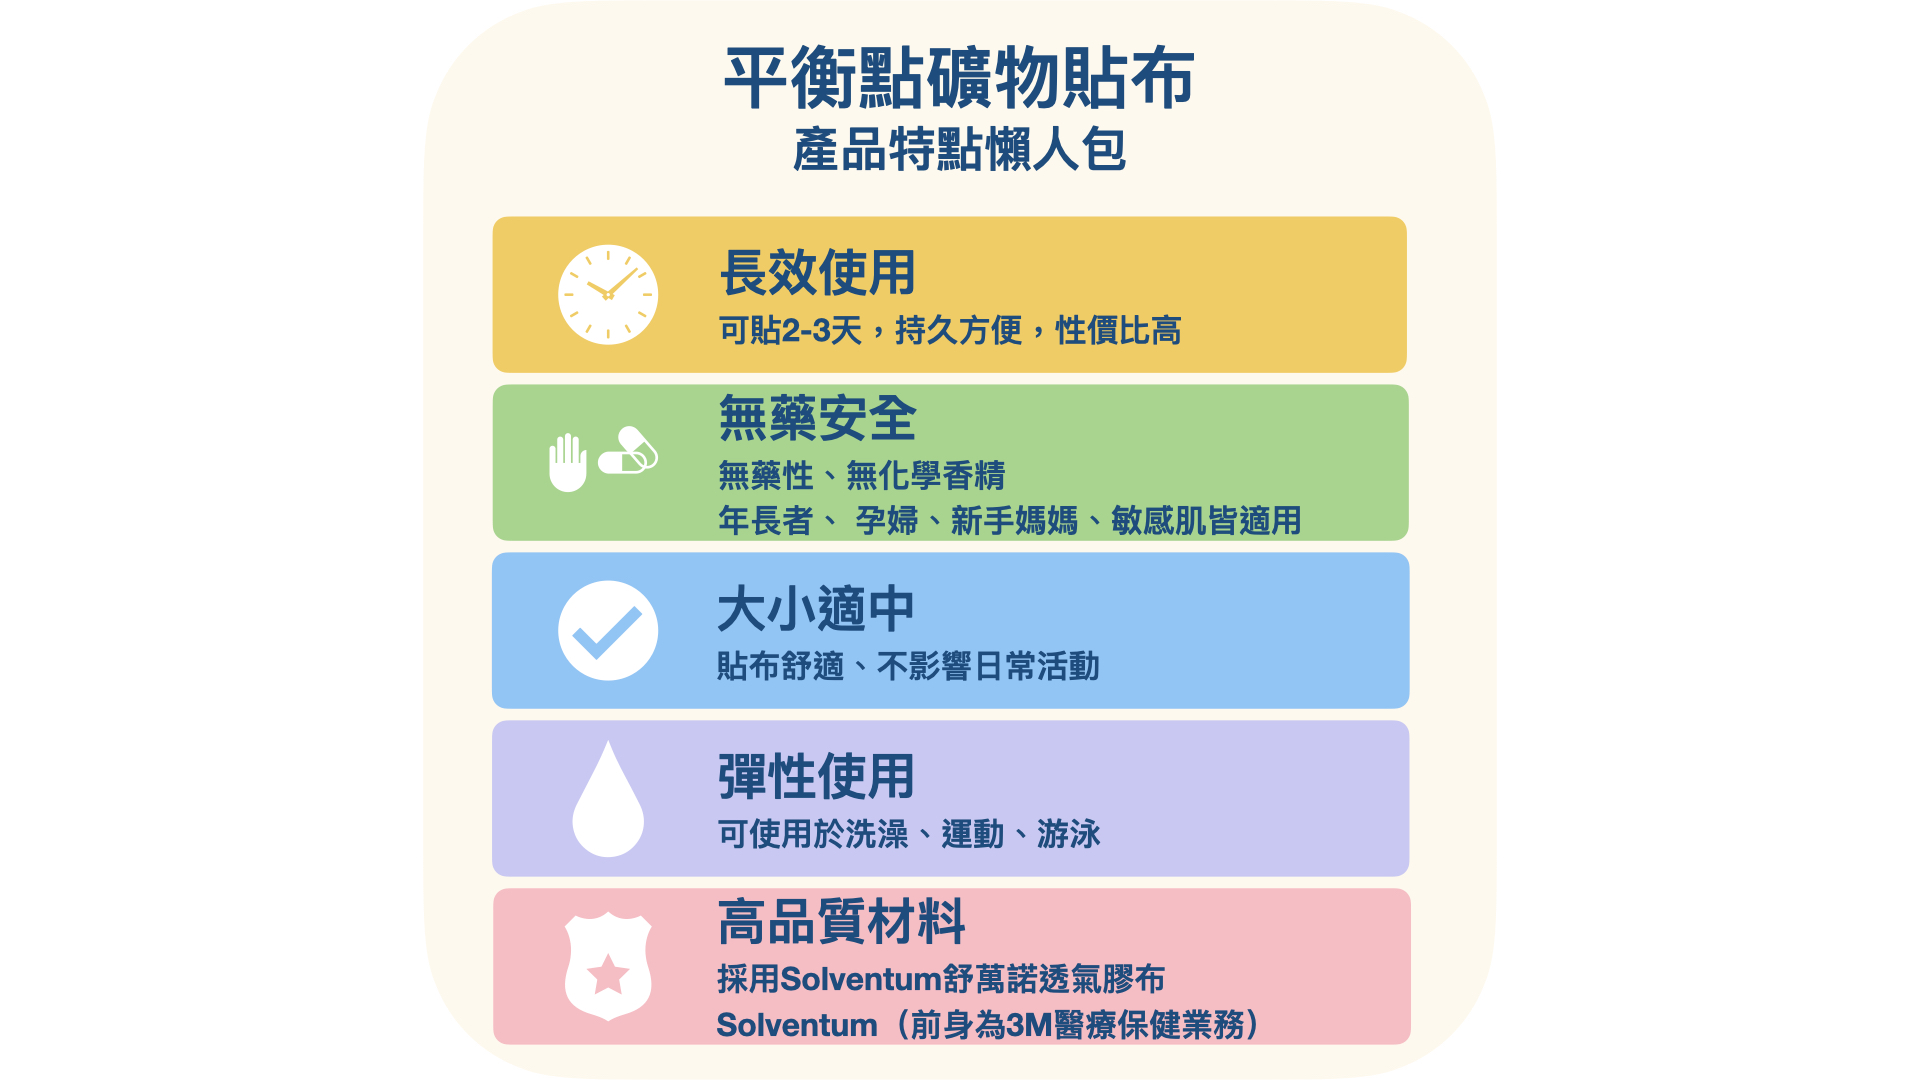 平衡點礦物貼布
產品特點懶人包
長效使用
可貼2-3天，持久方便，性價比高
無藥安全
無藥性、無化學香精
年長者、 孕婦、新手媽媽、敏感肌皆適用
大小適中
貼布舒適、不影響日常活動
彈性使用
可使用於洗澡、運動、游泳
高品質材料
採用Solventum舒萬諾透氣膠布
Solventum（前身為3M醫療保健業務）